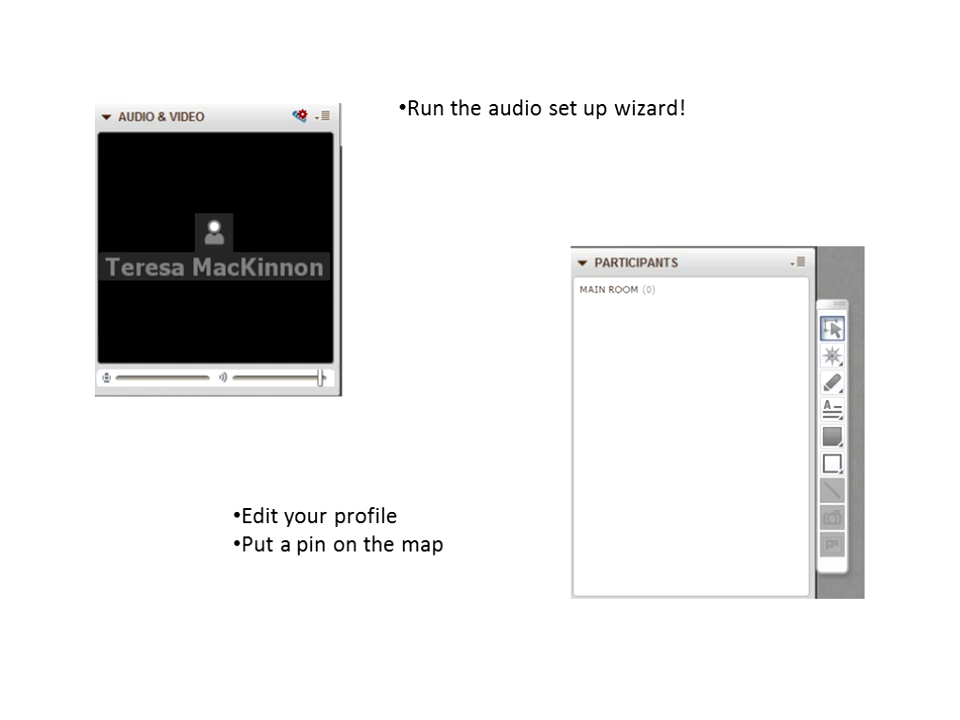 •Run the audio set up wizard!
AUDIO & VIDEO
Teresa MacKinnon
PARTICIPANTS
MAIN ROOM (0)
A
•Edit your profile
•Put a pin on the map